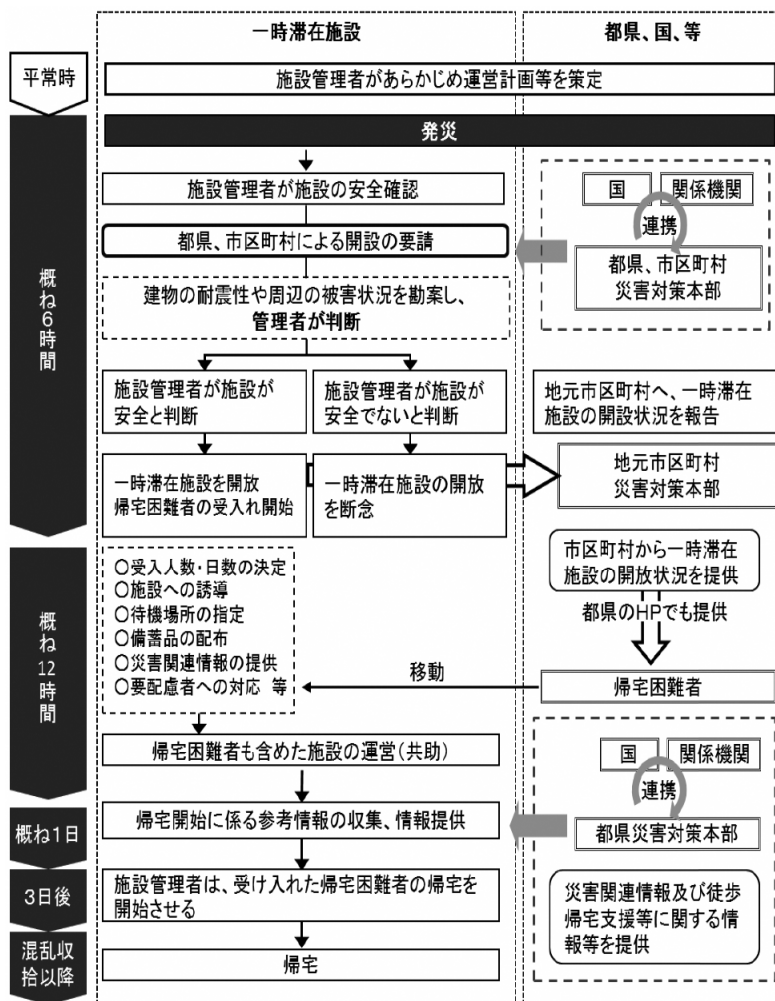 一時滞在施設
都県、国、等
平常時
施設管理者があらかじめ運営計画等を策定
発災
概ね6時間
施設管理者が施設の安全確認
国
関係機関
連携
都県、市区町村による開設の要請
都県、市区町村
災害対策本部
建物の耐震性や周辺の被害状況を勘案し、
管理者が判断
施設管理者が施設が
安全と判断
施設管理者が施設が
安全でないと判断
地元市区町村へ、一時滞在
施設の開設状況を報告
一時滞在施設を開放
帰宅困難者の受入れ開始
一時滞在施設の開放
を断念
地元市区町村
災害対策本部
概ね12時間
○受入人数・日数の決定
○施設への誘導
○待機場所の指定
○備蓄品の配布
○災害関連情報の提供
○要配慮者への対応 等
市区町村から一時滞在
施設の開放状況を提供
都県のHPでも提供
移動
帰宅困難者
帰宅困難者も含めた施設の運営(共助)
国
関係機関
連携
概ね1日
帰宅開始に係る参考情報の収集、情報提供
都県災害対策本部
3日後
施設管理者は、受け入れた帰宅困難者の帰宅を
開始させる
災害関連情報及び徒歩
帰宅支援等に関する情
報等を提供
混乱収
拾以降
帰宅